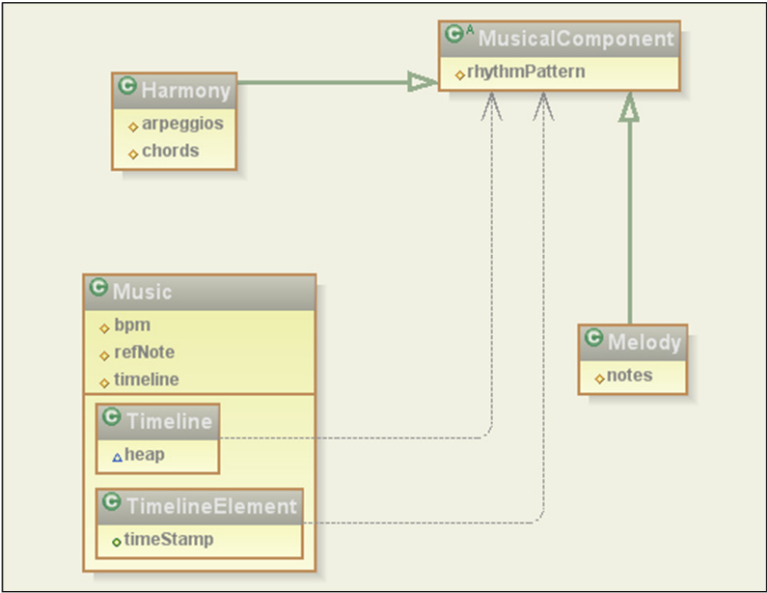 C A MusicalComponent
rhythmPattern
C Harmony
arpeggios
chords
C Music
bpm
refNote
timeline
C Timeline
heap
C TimelineElement
timeStamp
C Melody
notes